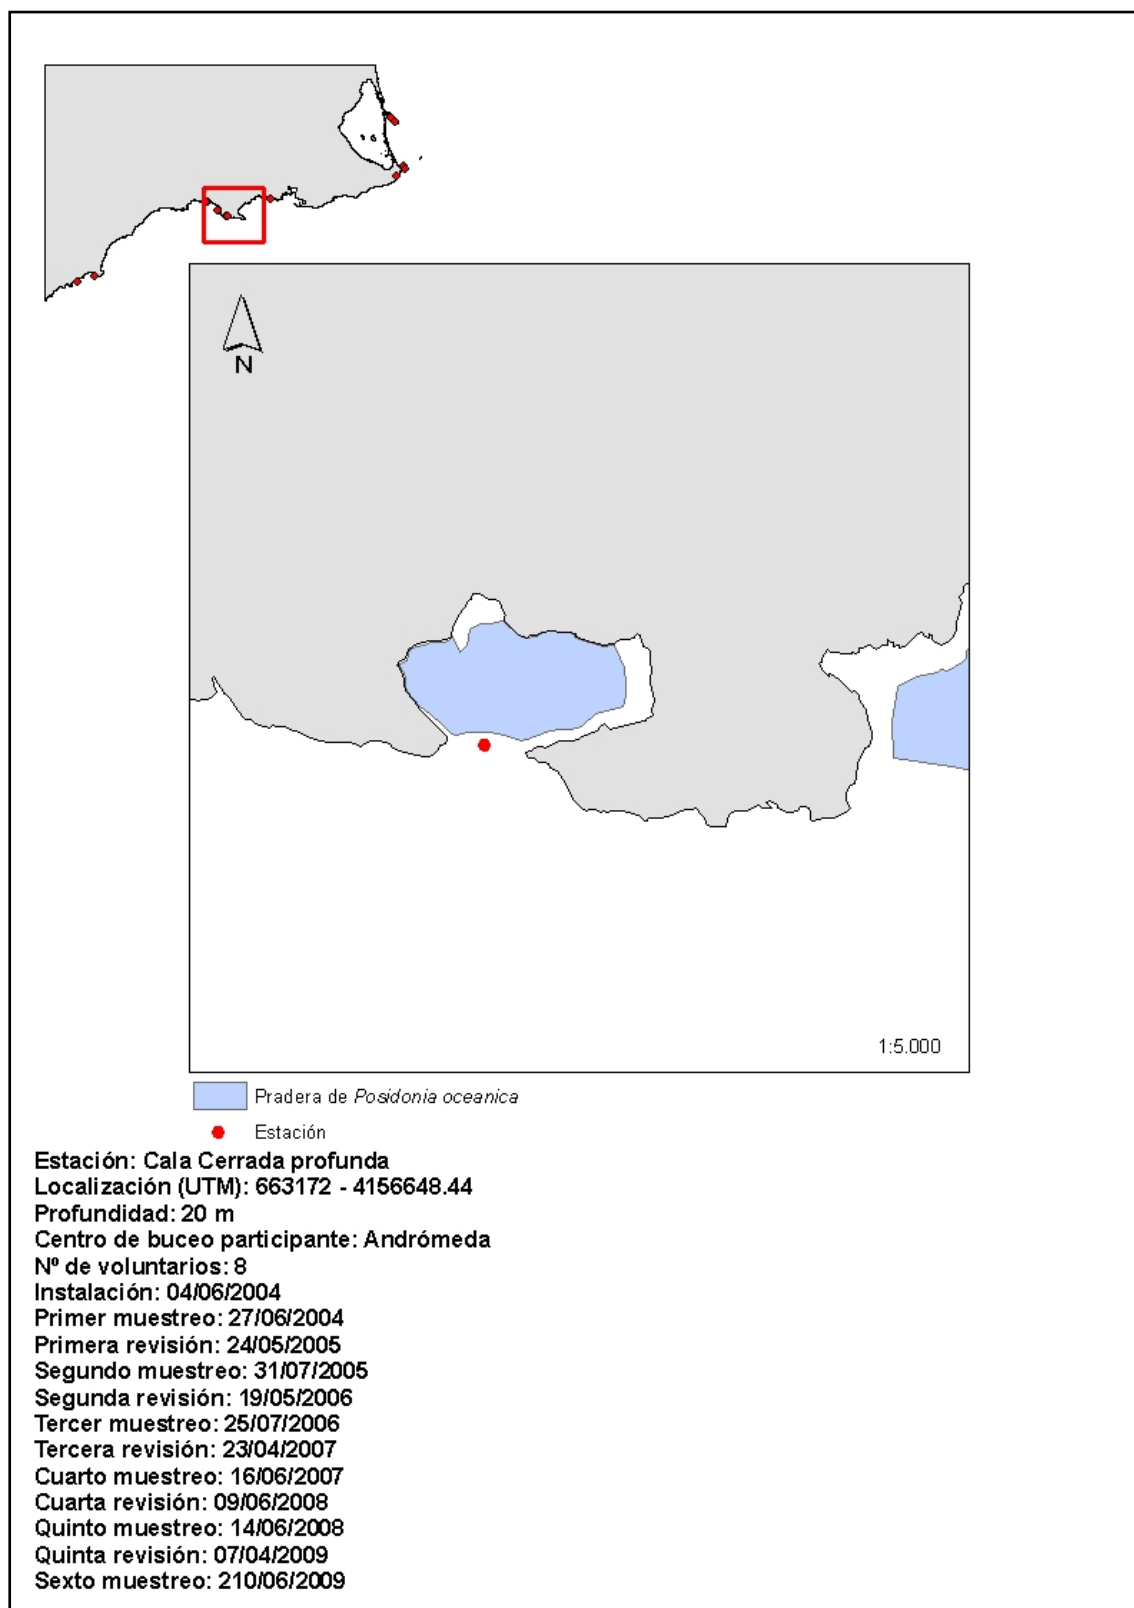 N
1:5.000
Pradera de Posidonia oceanica
Estación
Estación: Cala Cerrada profunda
Localización (UTM): 663172 - 4156648.44
Profundidad: 20 m
Centro de buceo participante: Andrómeda
Nº de voluntarios: 8
Instalación: 04/06/2004
Primer muestreo: 27/06/2004
Primera revisión: 24/05/2005
Segundo muestreo: 31/07/2005
Segunda revisión: 19/05/2006
Tercer muestreo: 25/07/2006
Tercera revisión: 23/04/2007
Cuarto muestreo: 16/06/2007
Cuarta revisión: 09/06/2008
Quinto muestreo: 14/06/2008
Quinta revisión: 07/04/2009
Sexto muestreo: 210/06/2009